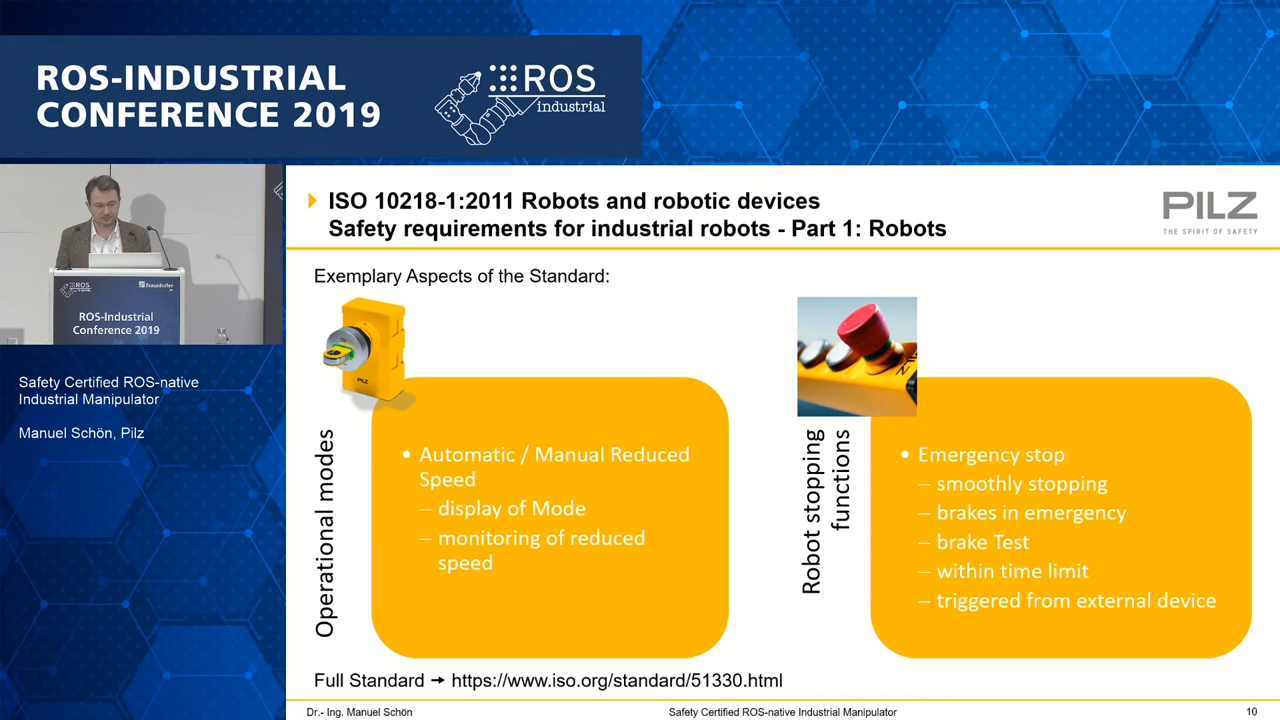 ROS-INDUSTRIAL
CONFERENCE 2019
ROS
industrial
ROS
industrial
Fraunhofer
ROS-Industrial
Conference 2019
Safety Certified ROS-native
Industrial Manipulator
Manuel Schön, Pilz
ISO 10218-1:2011 Robots and robotic devices
Safety requirements for industrial robots - Part 1: Robots
PILZ
THE SPIRIT OF SAFETY
Exemplary Aspects of the Standard:
PILZ
Operational modes
• Automatic / Manual Reduced
Speed
– display of Mode
– monitoring of reduced
speed
Robot stopping
functions
• Emergency stop
– smoothly stopping
– brakes in emergency
– brake Test
– within time limit
– triggered from external device
Full Standard → https://www.iso.org/standard/51330.html
Dr.- Ing. Manuel Schön
Safety Certified ROS-native Industrial Manipulator
10